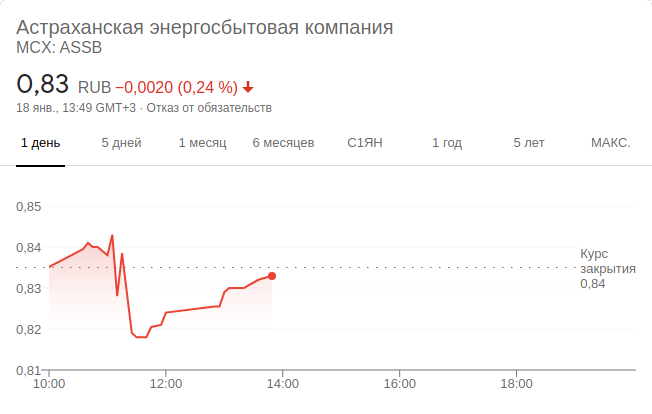 Астраханская энергосбытовая компания
MCX: ASSB
0,83 RUB −0,0020 (0,24 %)
18 янв., 13:49 GMT+3 · Отказ от обязательств
1 день 5 дней 1 месяц 6 месяцев С1ЯН 1 год 5 лет МАКС.
0,85
0,84
0,83
0,82
0,81
Курс
закрытия
0,84
10:00 12:00 14:00 16:00 18:00